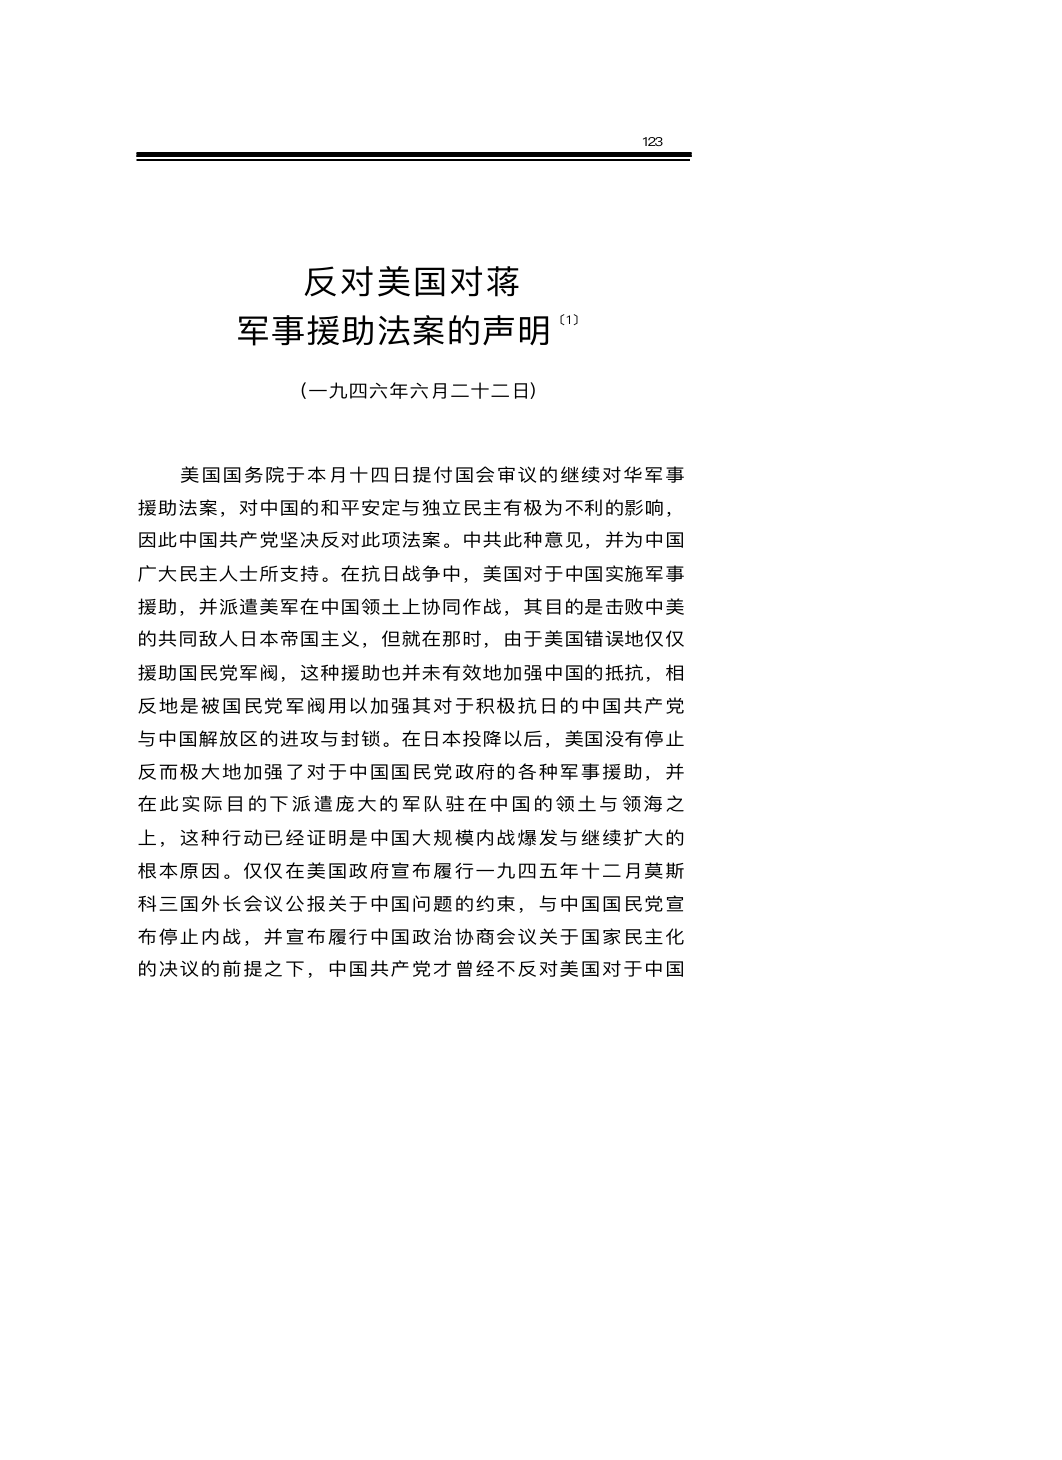 123
反对美国对蒋
军事援助法案的声明〔1〕
(一九四六年六月二十二日)
美国国务院于本月十四日提付国会审议的继续对华军事
援助法案，对中国的和平安定与独立民主有极为不利的影响，
因此中国共产党坚决反对此项法案。中共此种意见，并为中国
广大民主人士所支持。在抗日战争中，美国对于中国实施军事
援助，并派遣美军在中国领土上协同作战，其目的是击败中美
的共同敌人日本帝国主义，但就在那时，由于美国错误地仅仅
援助国民党军阀，这种援助也并未有效地加强中国的抵抗，相
反地是被国民党军阀用以加强其对于积极抗日的中国共产党
与中国解放区的进攻与封锁。在日本投降以后，美国没有停止
反而极大地加强了对于中国国民党政府的各种军事援助，并
在此实际目的下派遣庞大的军队驻在中国的领土与领海之
上，这种行动已经证明是中国大规模内战爆发与继续扩大的
根本原因。仅仅在美国政府宣布履行一九四五年十二月莫斯
科三国外长会议公报关于中国问题的约束，与中国国民党宣
布停止内战，并宣布履行中国政治协商会议关于国家民主化
的决议的前提之下，中国共产党才曾经不反对美国对于中国